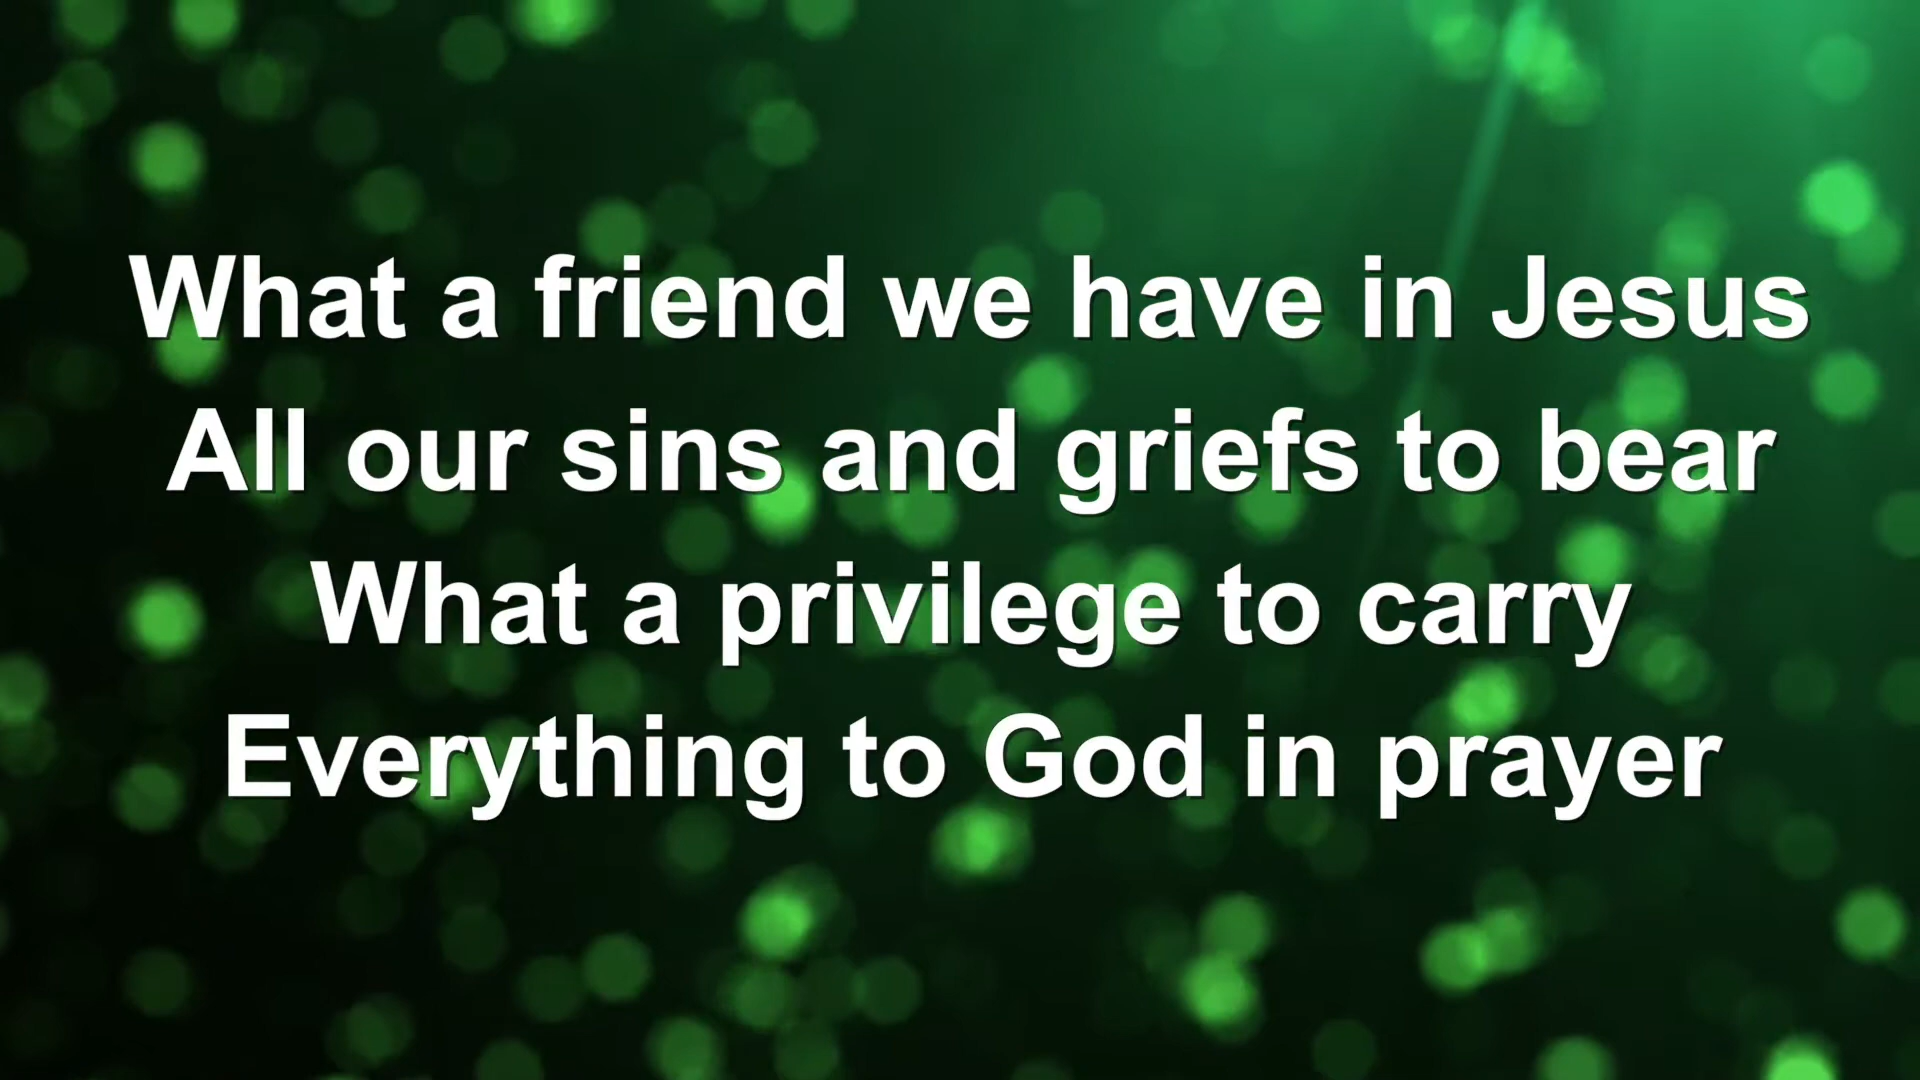 What a friend we have in Jesus
All our sins and griefs to bear
What a privilege to carry
Everything to God in prayer